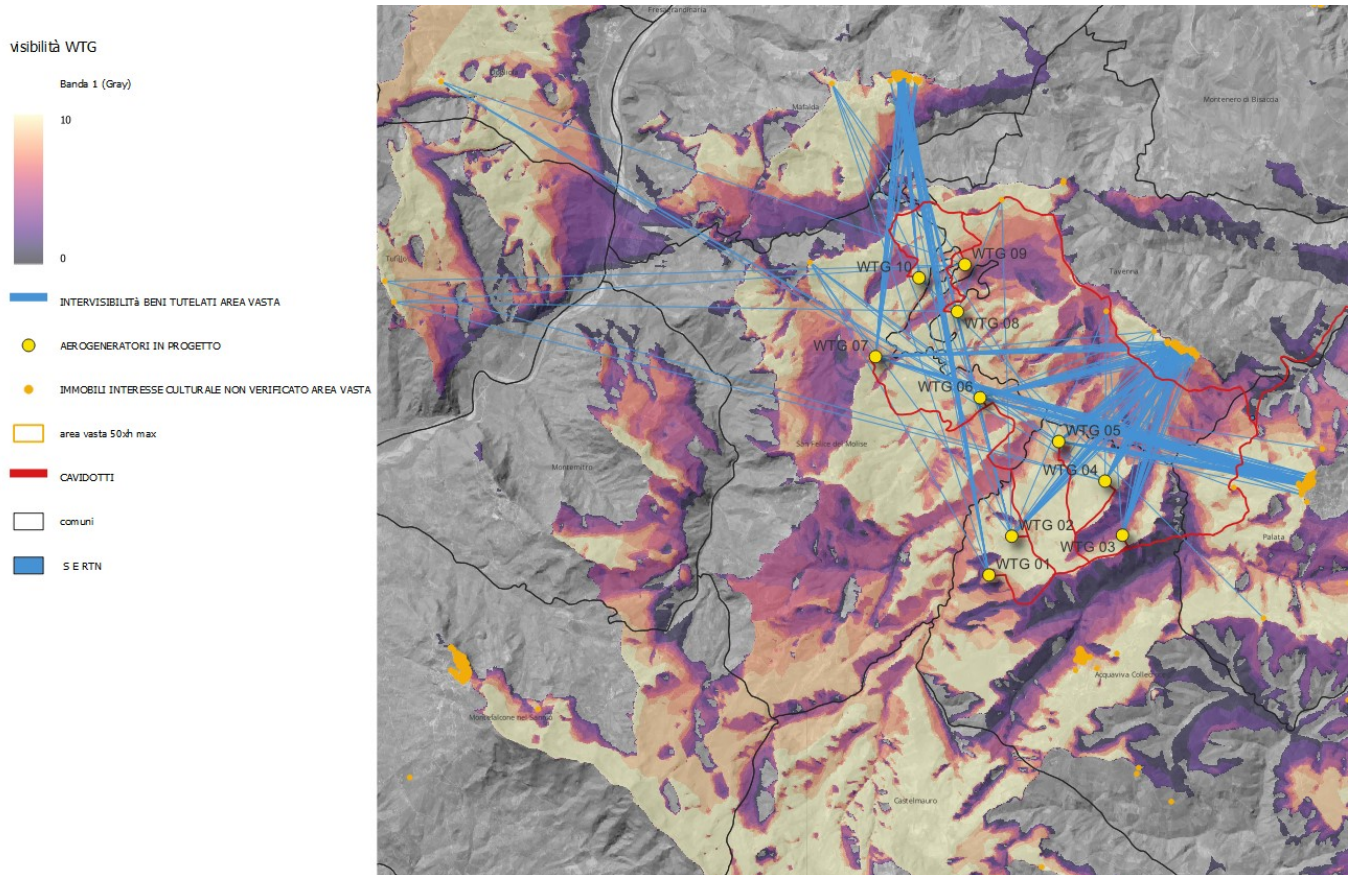 visibilità WTG
Banda 1 (Gray)
10
0
INTERVISIBILITà BENI TUTELATI AREA VASTA
AEROGENERATORI IN PROGETTO
IMMOBILI INTERESSE CULTURALE NON VERIFICATO AREA VASTA
area vasta 50xh max
CAVIDOTTI
comuni
S E RTN
Fresagrandinaria
Mafalda
Montenero di Bisaccia
Tufillo
Tavenna
WTG 10
WTG 09
WTG 08
WTG 07
WTG 06
San Felice del Molise
WTG 05
Montemitro
WTG 04
WTG 02
WTG 03
Palata
WTG 01
Acquaviva Collecroce
Montefalcone nel Sannio
Castelmauro